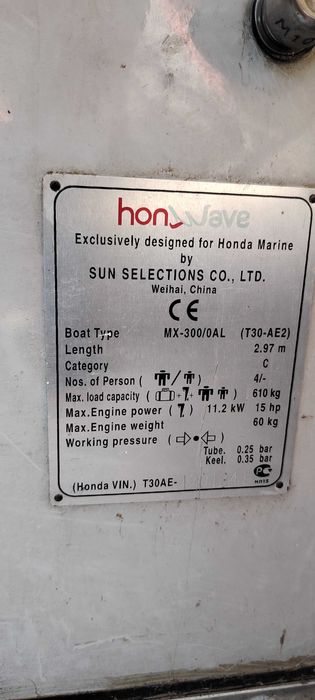 M10
honwave
Exclusively designed for Honda Marine
by
SUN SELECTIONS CO., LTD.
Weihai, China
CE
Boat Type MX-300/0AL (T30-AE2)
Length 2.97 m
Category C
Nos. of Person ( / ) 4/-
Max. load capacity ( + + ) 610kg
Max.Engine power ( ) 11.2 kW 15 hp
Max.Engine weight 60 kg
Working pressure ( )
Tube. 0.25 bar
Keel. 0.35 bar
(Honda VIN.) T30AE-